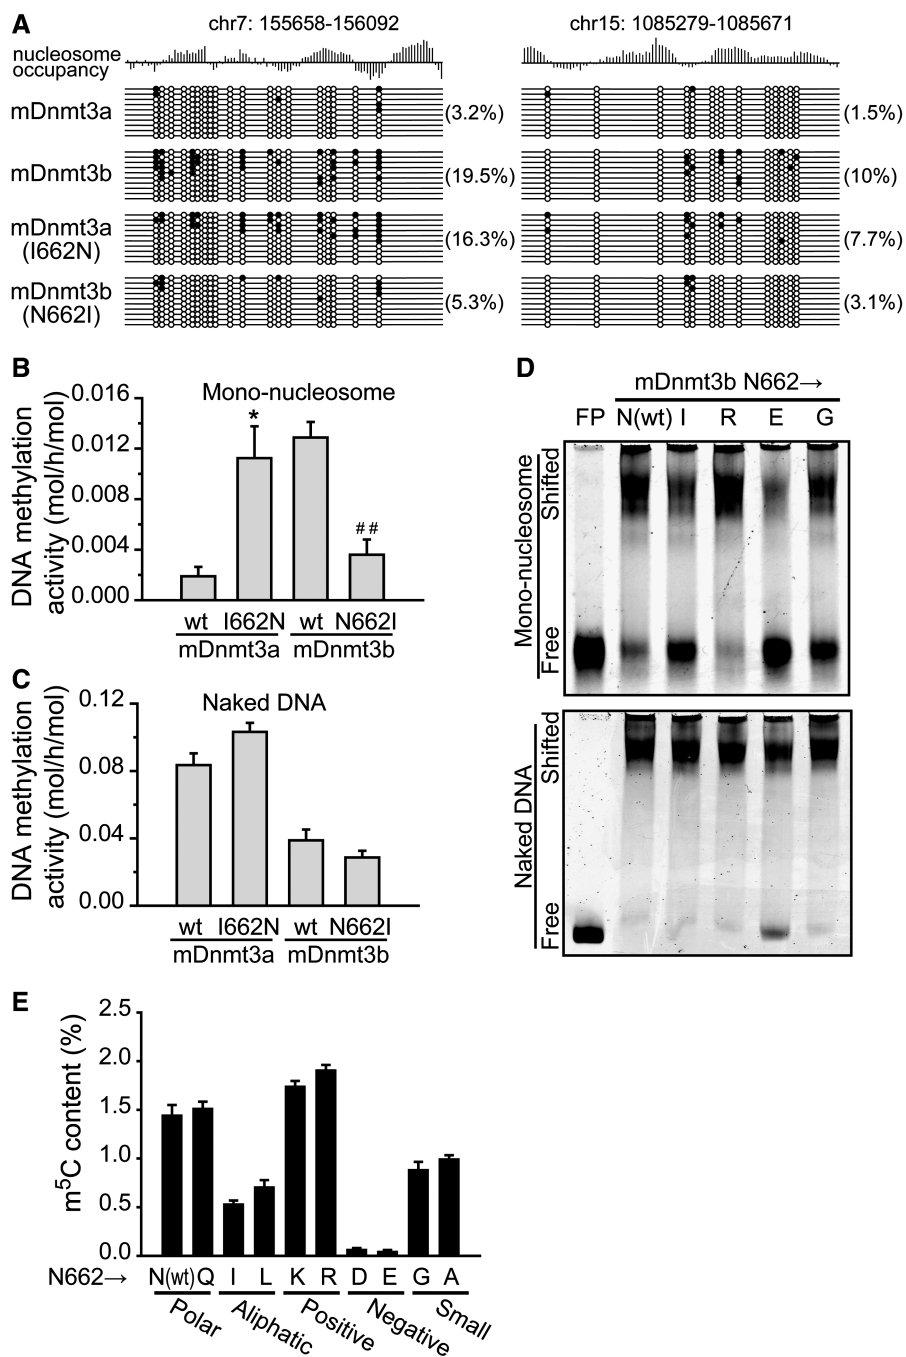 A
chr7: 155658-156092
chr15: 1085279-1085671
nucleosome
occupancy
mDnmt3a
(3.2%)
(1.5%)
mDnmt3b
(19.5%)
(10%)
mDnmt3a
(I662N)
(16.3%)
(7.7%)
mDnmt3b
(N662I)
(5.3%)
(3.1%)
B
Mono-nucleosome
DNA methylation
activity (mol/h/mol)
0.016
0.012
0.008
0.004
0.000
*
##
wt I662N wt N662I
mDnmt3a mDnmt3b
C
Naked DNA
DNA methylation
activity (mol/h/mol)
0.12
0.08
0.04
0.00
wt I662N wt N662I
mDnmt3a mDnmt3b
D
mDnmt3b N662→
FP N(wt) I R E G
Mono-nucleosome
Shifted
Free
Naked DNA
Shifted
Free
E
m5C content (%)
2.5
2.0
1.5
1.0
0.5
0.0
N662→ N(wt) Q I L K R D E G A
Polar
Aliphatic
Positive
Negative
Small